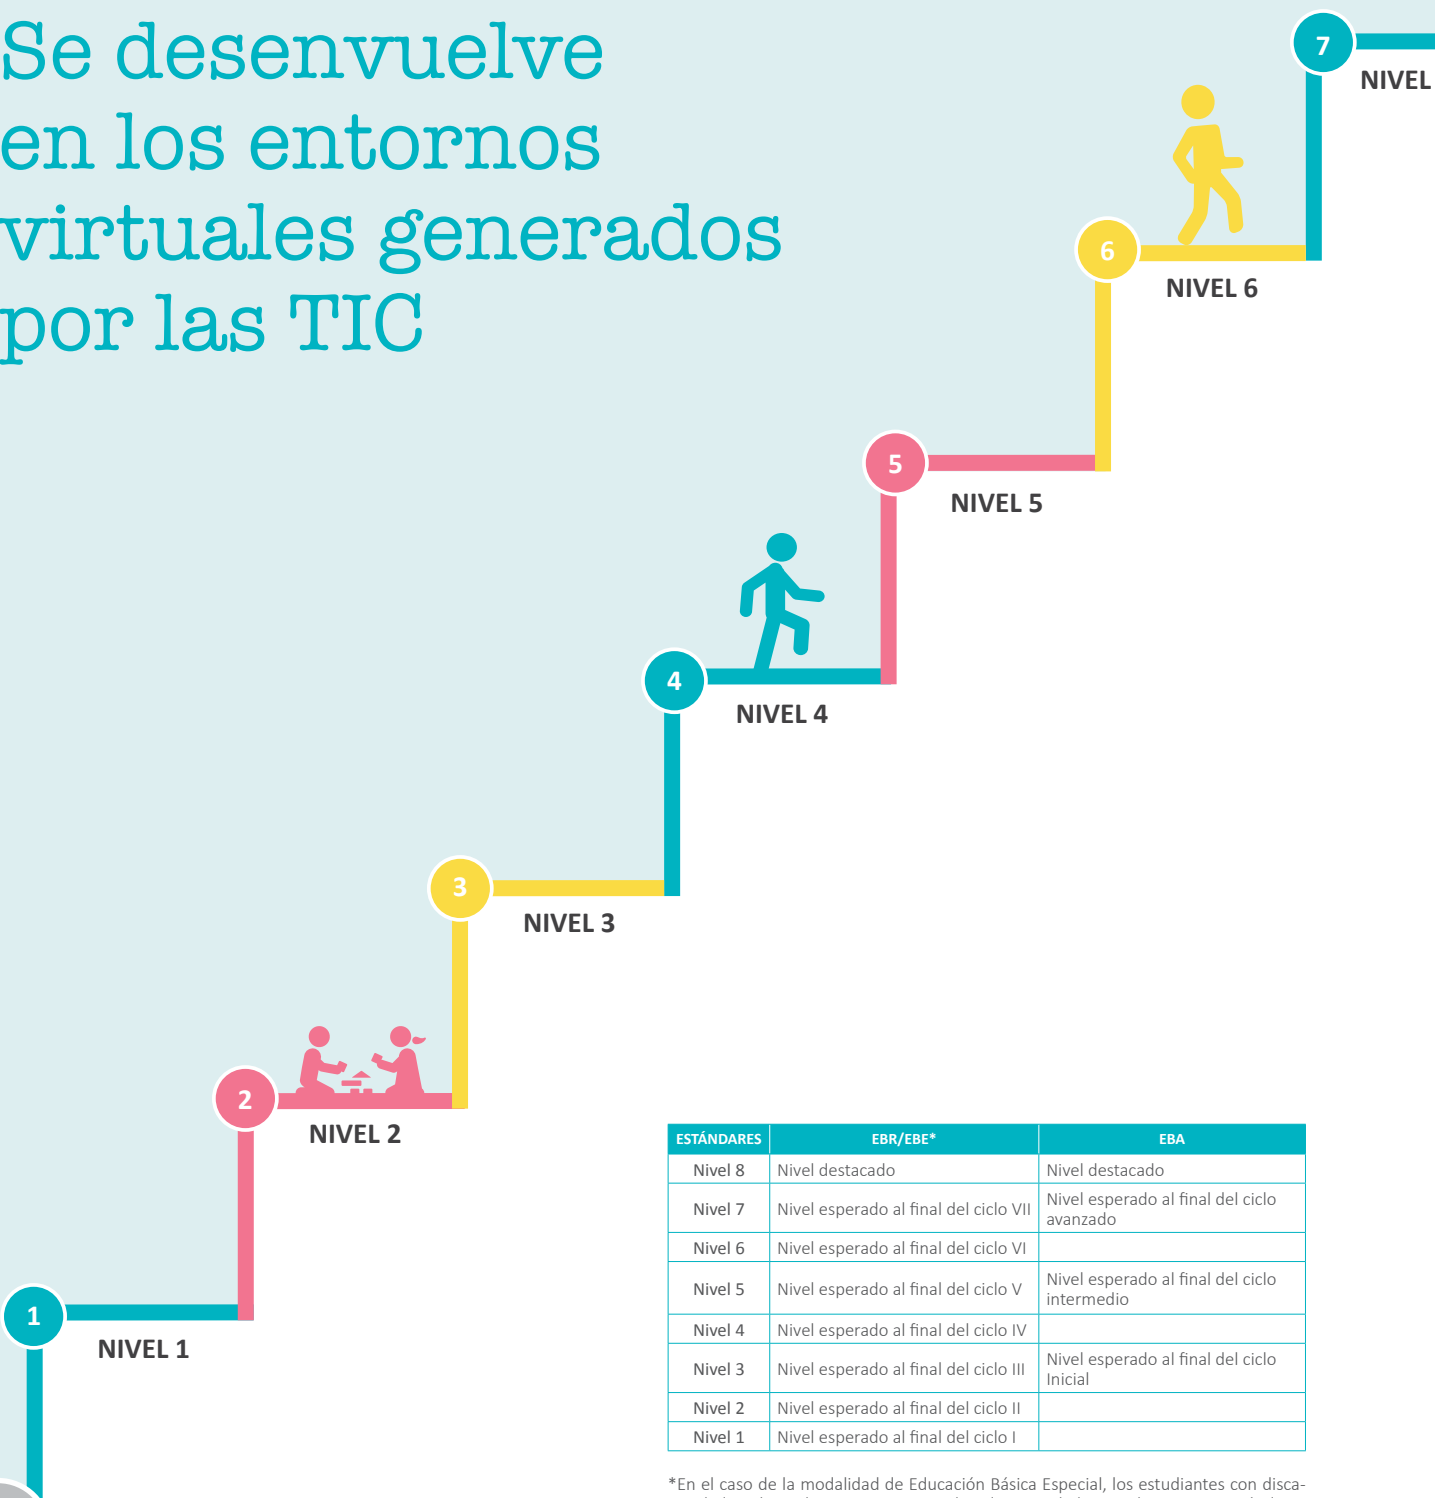 Se desenvuelve
en los entornos
virtuales generados
por las TIC
7
NIVEL
6
NIVEL 6
5
NIVEL 5
4
NIVEL 4
3
NIVEL 3
2
NIVEL 2
1
NIVEL 1
ESTÁNDARES EBR/EBE* EBA
Nivel 8 Nivel destacado Nivel destacado
Nivel 7 Nivel esperado al final del ciclo VII Nivel esperado al final del ciclo
avanzado
Nivel 6 Nivel esperado al final del ciclo VI
Nivel 5 Nivel esperado al final del ciclo V Nivel esperado al final del ciclo
intermedio
Nivel 4 Nivel esperado al final del ciclo IV
Nivel 3 Nivel esperado al final del ciclo III Nivel esperado al final del ciclo
Inicial
Nivel 2 Nivel esperado al final del ciclo II
Nivel 1 Nivel esperado al final del ciclo I
*En el caso de la modalidad de Educación Básica Especial, los estudiantes con disca-